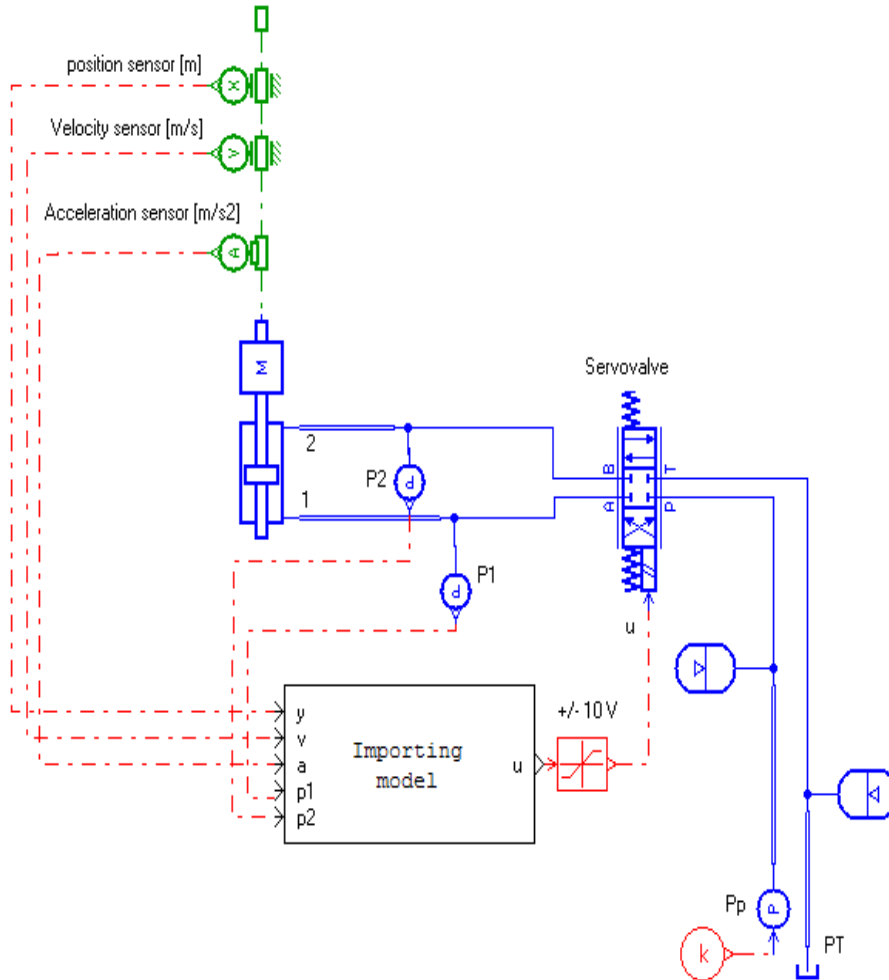 position sensor [m]
X
Velocity sensor [m/s]
V
Acceleration sensor [m/s2]
A
M
Servovalve
2
B
T
P2
P
1
A
P
P1
P
u
+/- 10 V
y
v
a
p1
p2
Importing
model
u
Pp
P
k
PT